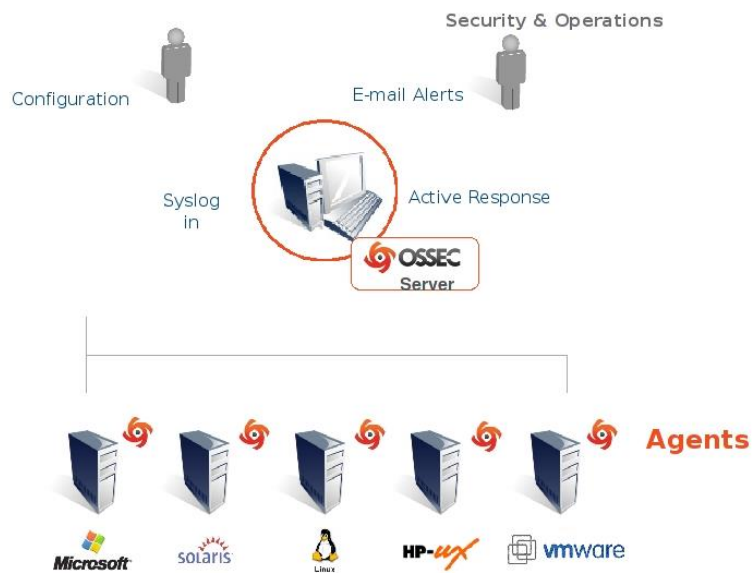 Security & Operations
Configuration
E-mail Alerts
Syslog
in
Active Response
OSSEC
Server
Agents
Microsoft
solaris
Linux
HP-UX
vmware